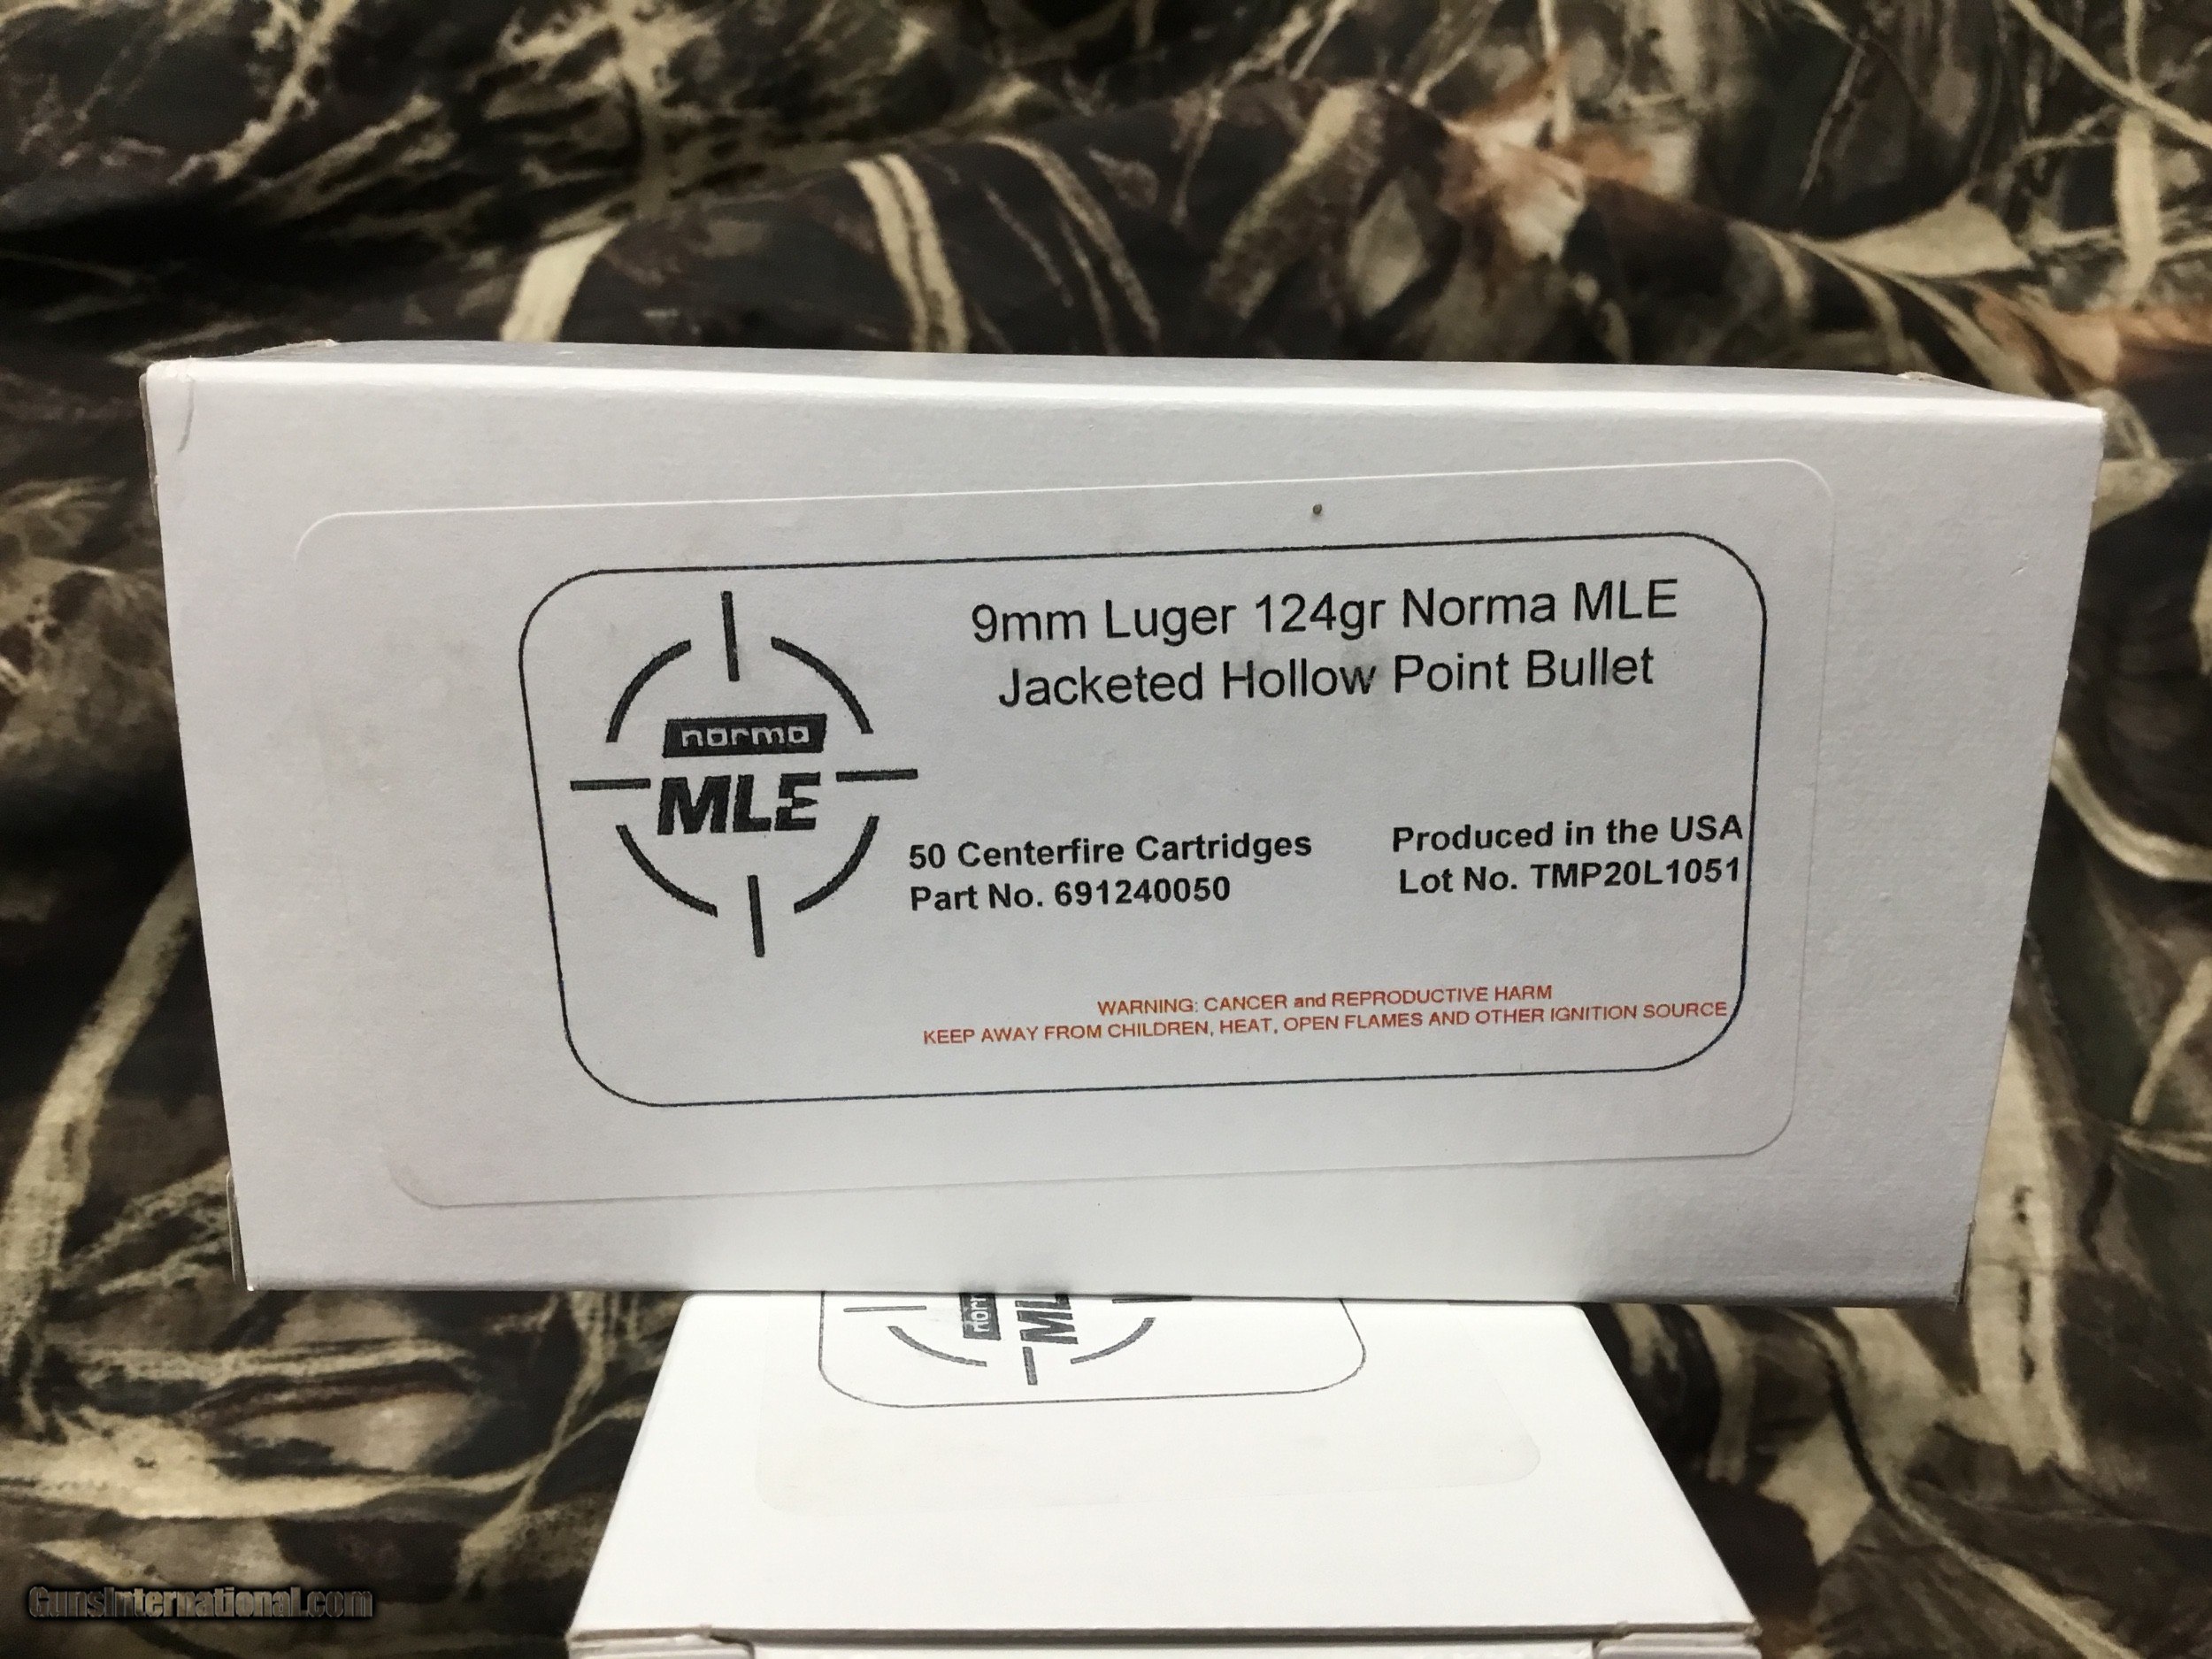 9mm Luger 124gr Norma MLE
Jacketed Hollow Point Bullet
norma
MLE
50 Centerfire Cartridges
Part No. 691240050
Produced in the USA
Lot No. TMP20L1051
WARNING: CANCER and REPRODUCTIVE HARM
KEEP AWAY FROM CHILDREN, HEAT, OPEN FLAMES AND OTHER IGNITION SOURCE
GunsInternational.com